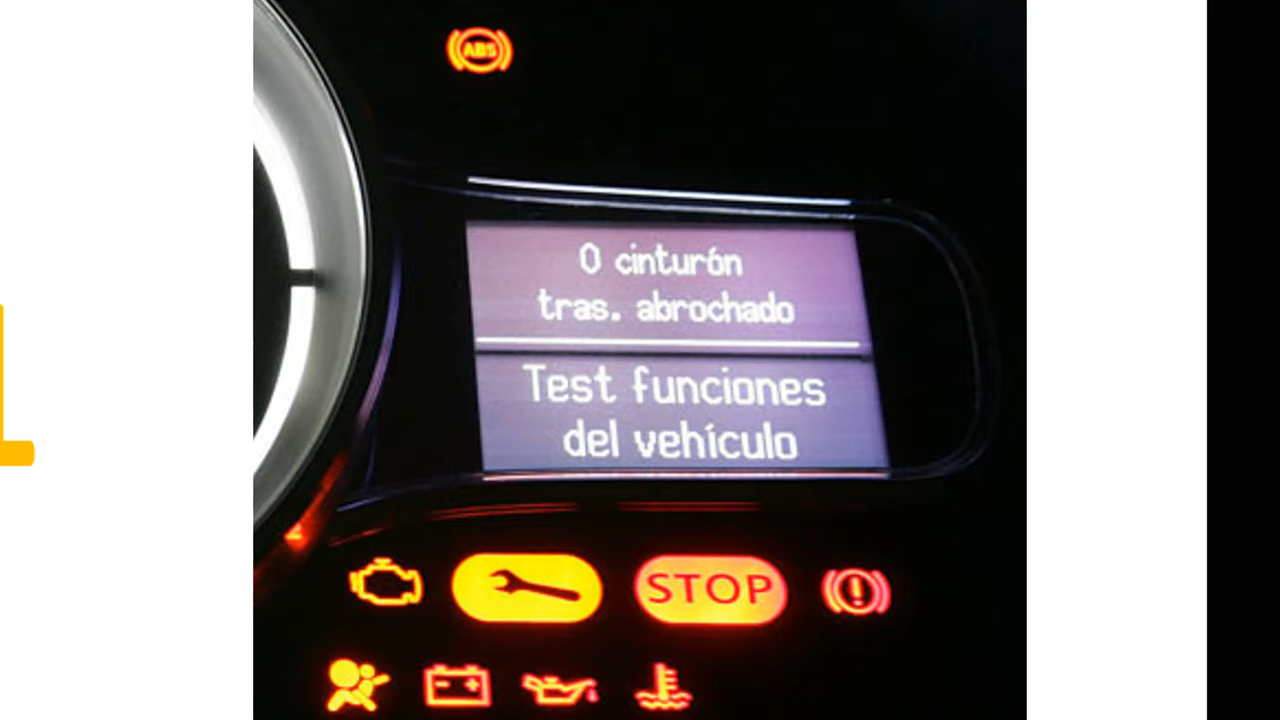 ABS
0 cinturón
tras. abrochado
Test funciones
del vehículo
STOP